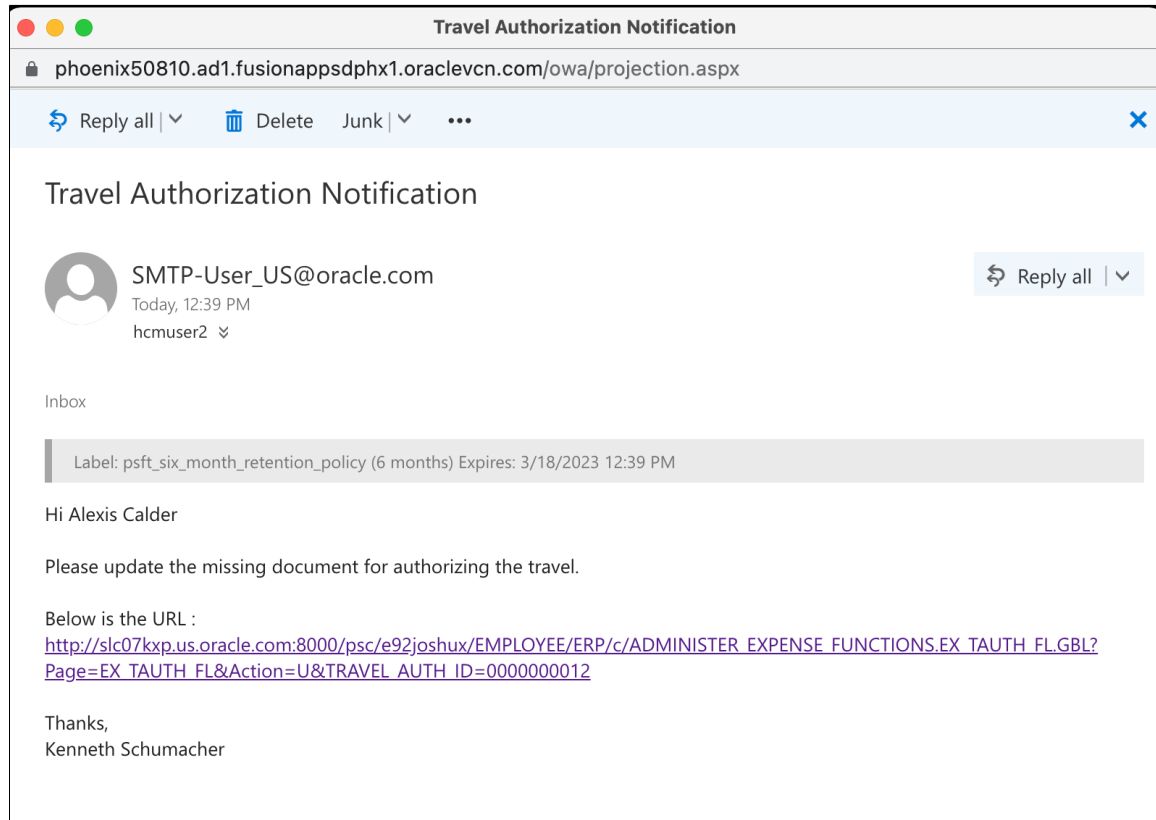 Travel Authorization Notification
phoenix50810.ad1.fusionappsdphx1.oraclevcn.com/owa/projection.aspx
Reply all | Delete Junk | •••
Travel Authorization Notification
SMTP-User_US@oracle.com
Reply all |
Today, 12:39 PM
hcmuser2
Inbox
Label: psft_six_month_retention_policy (6 months) Expires: 3/18/2023 12:39 PM
Hi Alexis Calder
Please update the missing document for authorizing the travel.
Below is the URL :
http://slc07kxp.us.oracle.com:8000/psc/e92joshux/EMPLOYEE/ERP/c/ADMINISTER_EXPENSE_FUNCTIONS.EX_TAUTH_FL.GBL?
Page=EX_TAUTH_FL&Action=U&TRAVEL_AUTH_ID=0000000012
Thanks,
Kenneth Schumacher